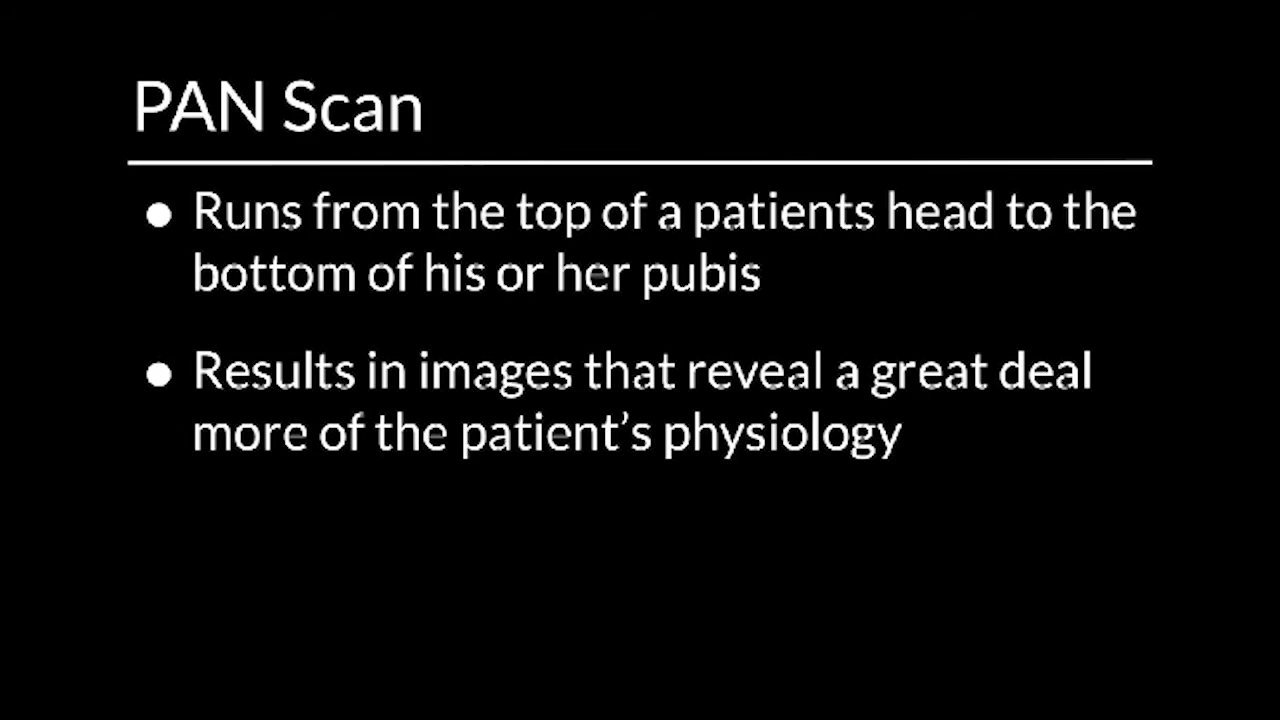 PAN Scan
● Runs from the top of a patients head to the
bottom of his or her pubis
● Results in images that reveal a great deal
more of the patient’s physiology